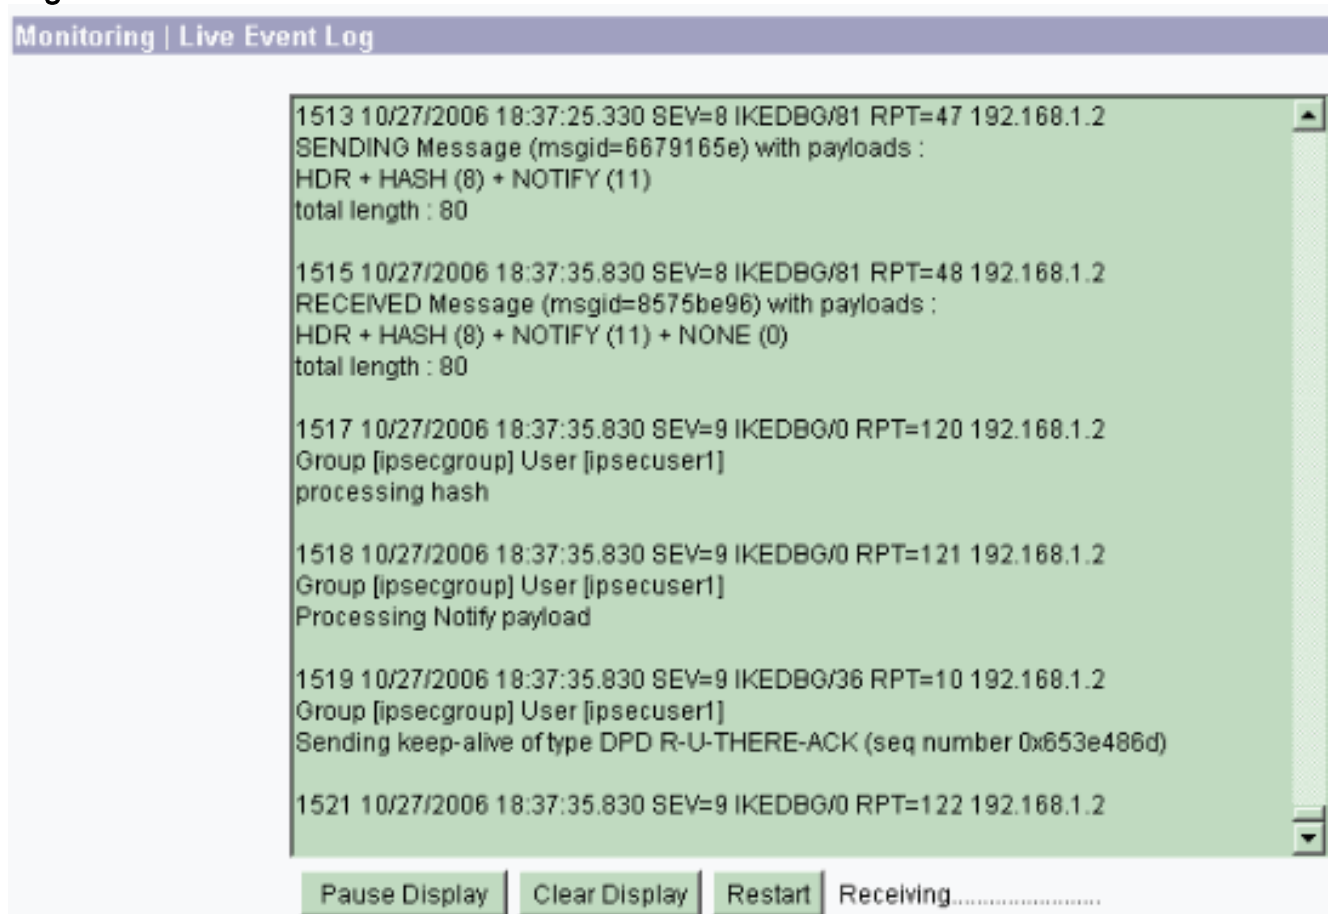 Monitoring | Live Event Log
1513 10/27/2006 18:37:25.330 SEV=8 IKEDBG/81 RPT=47 192.168.1.2
SENDING Message (msgid=6679165e) with payloads :
HDR + HASH (8) + NOTIFY (11)
total length : 80
1515 10/27/2006 18:37:35.830 SEV=8 IKEDBG/81 RPT=48 192.168.1.2
RECEIVED Message (msgid=8575be96) with payloads :
HDR + HASH (8) + NOTIFY (11) + NONE (0)
total length : 80
1517 10/27/2006 18:37:35.830 SEV=9 IKEDBG/0 RPT=120 192.168.1.2
Group [ipsecgroup] User [ipsecuser1]
processing hash
1518 10/27/2006 18:37:35.830 SEV=9 IKEDBG/0 RPT=121 192.168.1.2
Group [ipsecgroup] User [ipsecuser1]
Processing Notify payload
1519 10/27/2006 18:37:35.830 SEV=9 IKEDBG/36 RPT=10 192.168.1.2
Group [ipsecgroup] User [ipsecuser1]
Sending keep-alive of type DPD R-U-THERE-ACK (seq number 0x653e486d)
1521 10/27/2006 18:37:35.830 SEV=9 IKEDBG/0 RPT=122 192.168.1.2
Pause Display Clear Display Restart Receiving........................